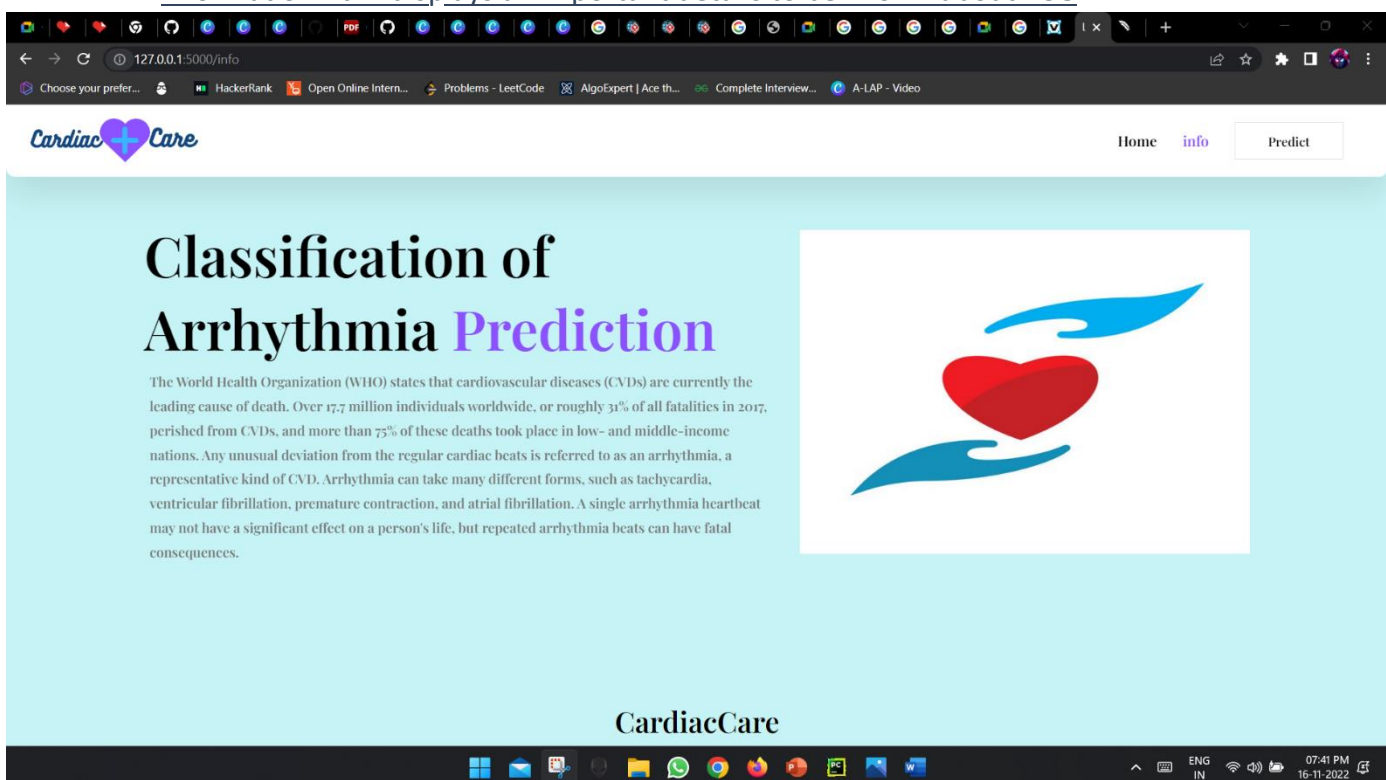 127.0.0.1:5000/info
Choose your prefer... HackerRank Open Online Intern... Problems - LeetCode AlgoExpert | Ace th... Complete Interview... A-LAP - Video
Cardiac Care
Home info Predict
Classification of
Arrhythmia Prediction
The World Health Organization (WHO) states that cardiovascular diseases (CVDs) are currently the
leading cause of death. Over 17.7 million individuals worldwide, or roughly 31% of all fatalities in 2017,
perished from CVDs, and more than 75% of these deaths took place in low- and middle-income
nations. Any unusual deviation from the regular cardiac beats is referred to as an arrhythmia, a
representative kind of CVD. Arrhythmia can take many different forms, such as tachycardia,
ventricular fibrillation, premature contraction, and atrial fibrillation. A single arrhythmia heartbeat
may not have a significant effect on a person's life, but repeated arrhythmia beats can have fatal
consequences.
CardiacCare
ENG 07:41 PM
IN 16-11-2022